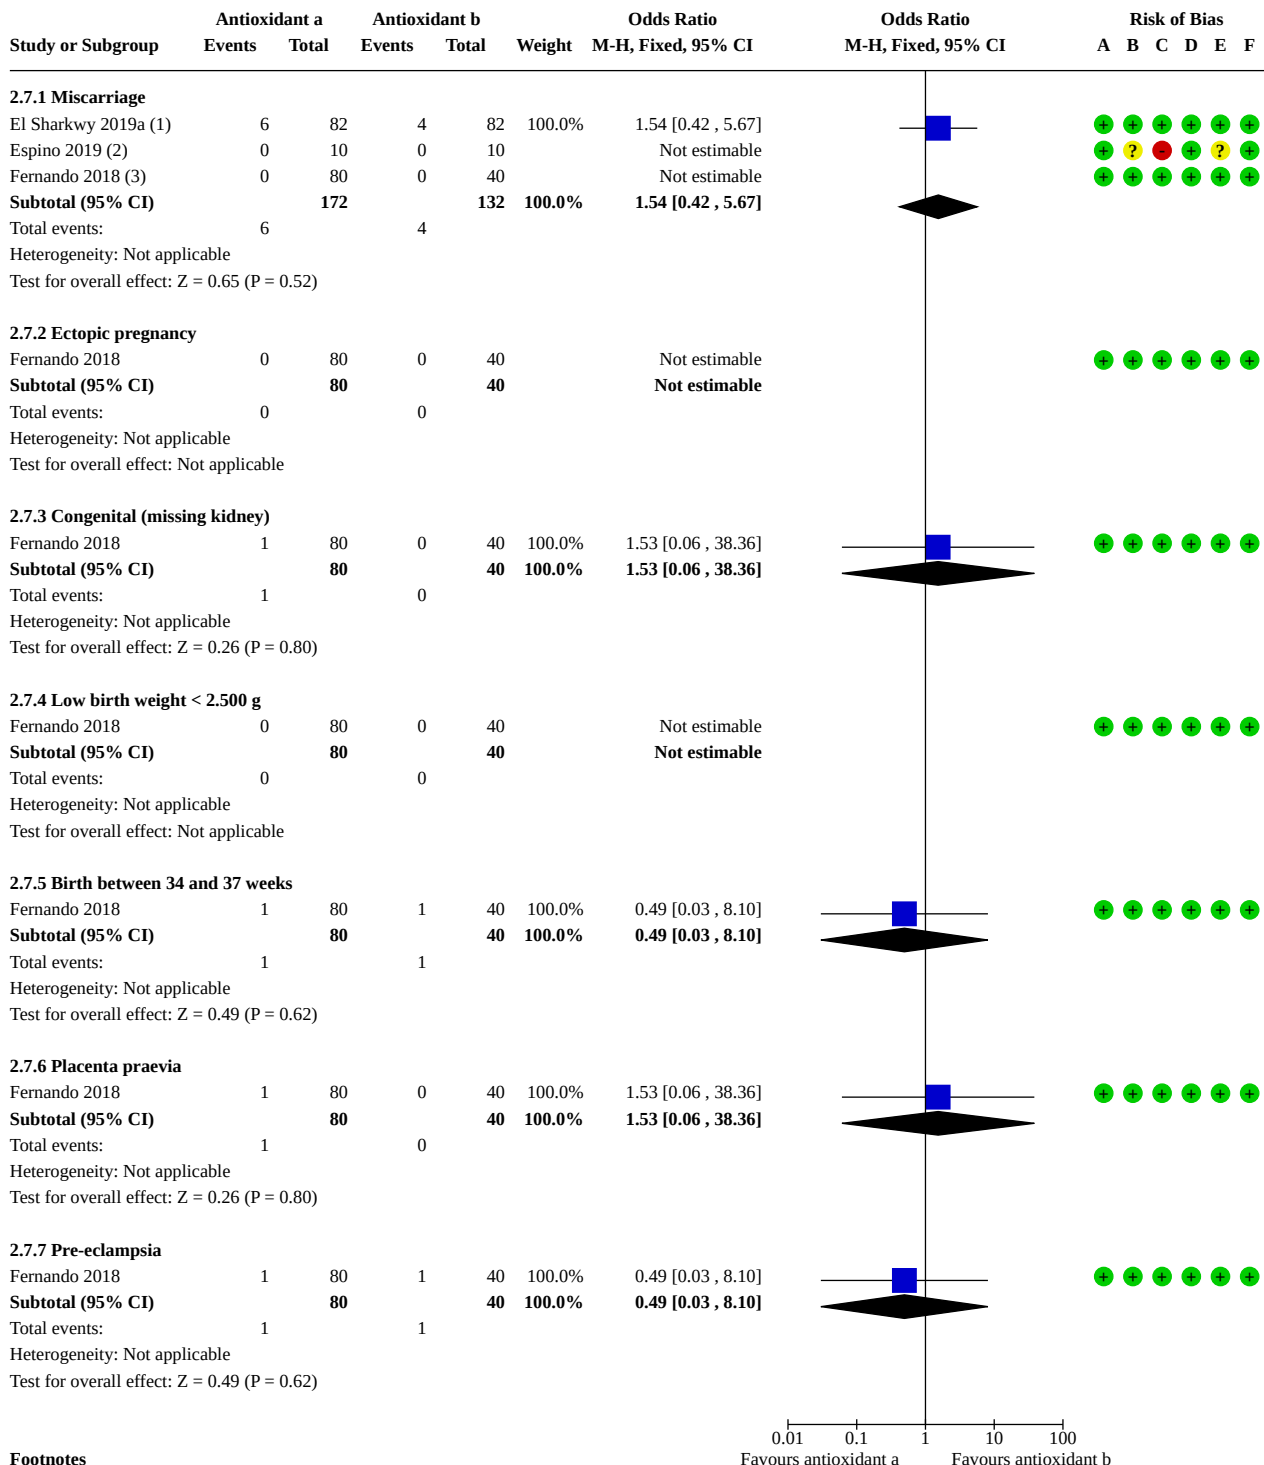 Antioxidant a Antioxidant b Odds Ratio Odds Ratio Risk of Bias
Study or Subgroup Events Total Events Total Weight M-H, Fixed, 95% CI M-H, Fixed, 95% CI A B C D E F
2.7.1 Miscarriage
El Sharkwy 2019a (1) 6 82 4 82 100.0% 1.54 [0.42 , 5.67] + + + + + +
Espino 2019 (2) 0 10 0 10 Not estimable + ? - + ? +
Fernando 2018 (3) 0 80 0 40 Not estimable + + + + + +
Subtotal (95% CI) 172 132 100.0% 1.54 [0.42 , 5.67]
Total events: 6 4
Heterogeneity: Not applicable
Test for overall effect: Z = 0.65 (P = 0.52)
2.7.2 Ectopic pregnancy
Fernando 2018 0 80 0 40 Not estimable + + + + + +
Subtotal (95% CI) 80 40 Not estimable
Total events: 0 0
Heterogeneity: Not applicable
Test for overall effect: Not applicable
2.7.3 Congenital (missing kidney)
Fernando 2018 1 80 0 40 100.0% 1.53 [0.06 , 38.36] + + + + + +
Subtotal (95% CI) 80 40 100.0% 1.53 [0.06 , 38.36]
Total events: 1 0
Heterogeneity: Not applicable
Test for overall effect: Z = 0.26 (P = 0.80)
2.7.4 Low birth weight < 2.500 g
Fernando 2018 0 80 0 40 Not estimable + + + + + +
Subtotal (95% CI) 80 40 Not estimable
Total events: 0 0
Heterogeneity: Not applicable
Test for overall effect: Not applicable
2.7.5 Birth between 34 and 37 weeks
Fernando 2018 1 80 1 40 100.0% 0.49 [0.03 , 8.10] + + + + + +
Subtotal (95% CI) 80 40 100.0% 0.49 [0.03 , 8.10]
Total events: 1 1
Heterogeneity: Not applicable
Test for overall effect: Z = 0.49 (P = 0.62)
2.7.6 Placenta praevia
Fernando 2018 1 80 0 40 100.0% 1.53 [0.06 , 38.36] + + + + + +
Subtotal (95% CI) 80 40 100.0% 1.53 [0.06 , 38.36]
Total events: 1 0
Heterogeneity: Not applicable
Test for overall effect: Z = 0.26 (P = 0.80)
2.7.7 Pre-eclampsia
Fernando 2018 1 80 1 40 100.0% 0.49 [0.03 , 8.10] + + + + + +
Subtotal (95% CI) 80 40 100.0% 0.49 [0.03 , 8.10]
Total events: 1 1
Heterogeneity: Not applicable
Test for overall effect: Z = 0.49 (P = 0.62)
0.01 0.1 1 10 100
Footnotes Favours antioxidant a Favours antioxidant b